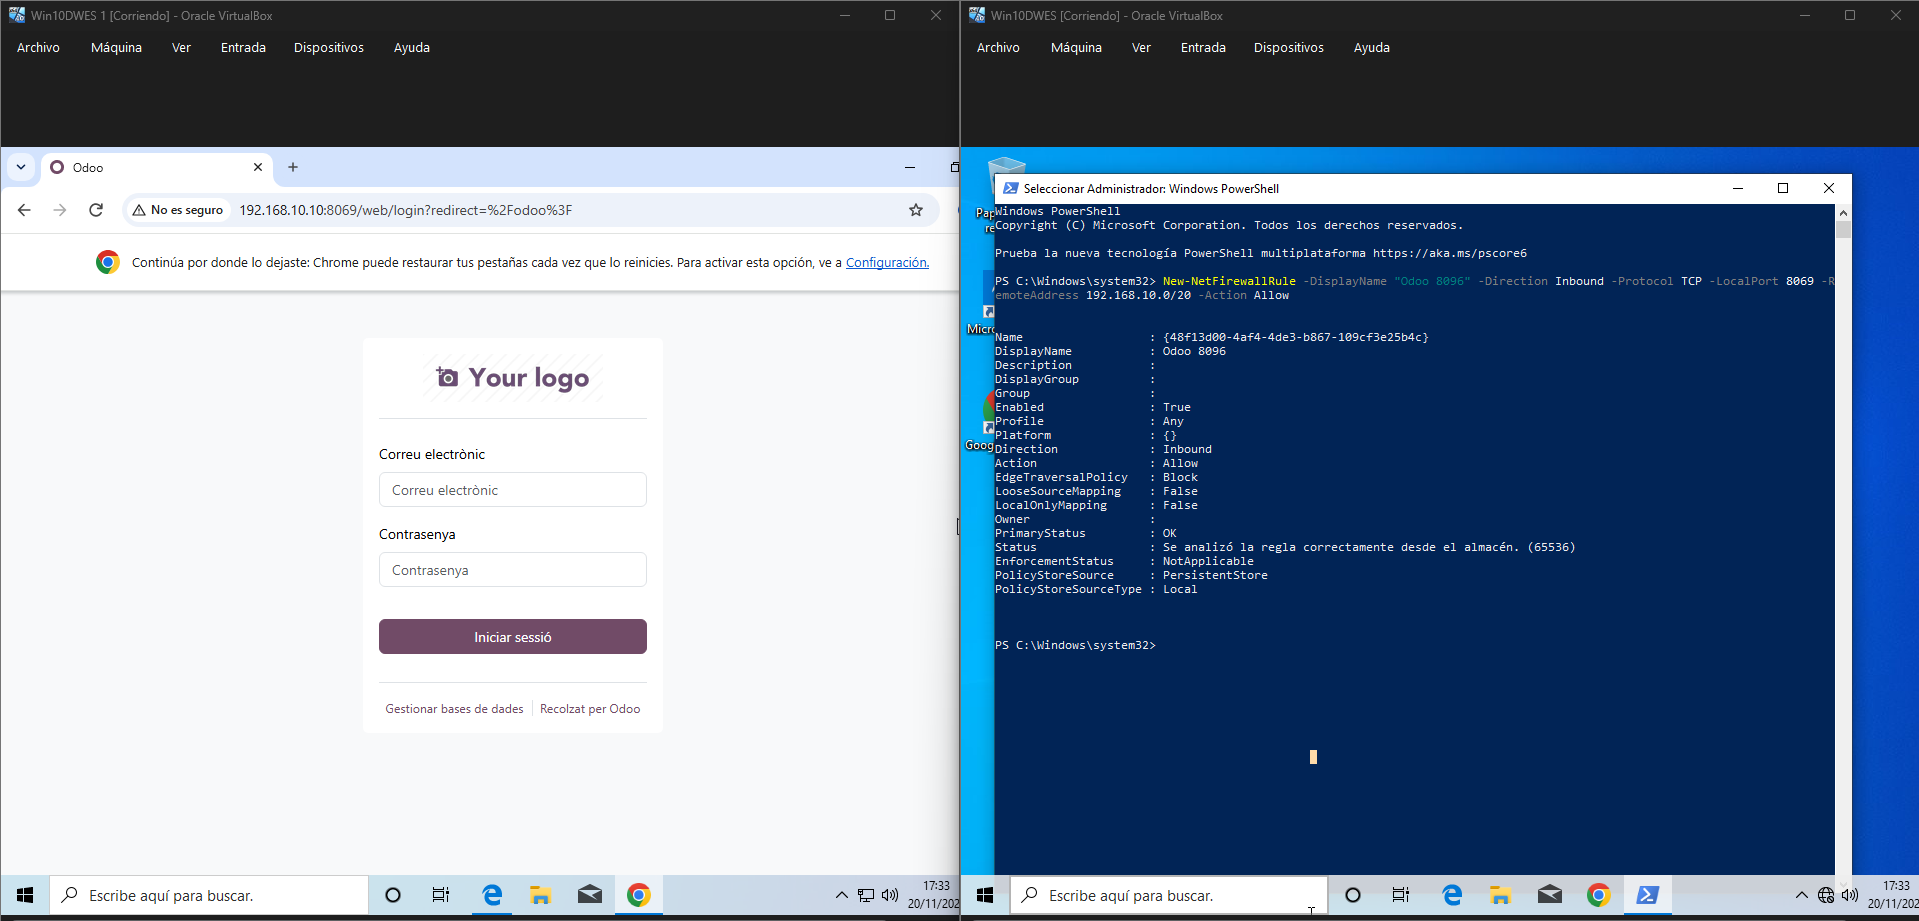 Win10DWES 1 [Corriendo] - Oracle VirtualBox
Archivo Máquina Ver Entrada Dispositivos Ayuda
Odoo
No es seguro 192.168.10.10:8069/web/login?redirect=%2Fodoo%3F
Continúa por donde lo dejaste: Chrome puede restaurar tus pestañas cada vez que lo reinicies. Para activar esta opción, ve a Configuración.
Your logo
Correu electrònic
Correu electrònic
Contrasenya
Contrasenya
Iniciar sessió
Gestionar bases de dades Recolzat per Odoo
Escribe aquí para buscar.
17:33
20/11/202
Win10DWES [Corriendo] - Oracle VirtualBox
Archivo Máquina Ver Entrada Dispositivos Ayuda
Pap
re
Micro
Goog
Seleccionar Administrador: Windows PowerShell
Windows PowerShell
Copyright (C) Microsoft Corporation. Todos los derechos reservados.
Prueba la nueva tecnología PowerShell multiplataforma https://aka.ms/pscore6
PS C:\Windows\system32> New-NetFirewallRule -DisplayName "Odoo 8096" -Direction Inbound -Protocol TCP -LocalPort 8069 -R
emoteAddress 192.168.10.0/20 -Action Allow
Name : {48f13d00-4af4-4de3-b867-109cf3e25b4c}
DisplayName : Odoo 8096
Description :
DisplayGroup :
Group :
Enabled : True
Profile : Any
Platform : {}
Direction : Inbound
Action : Allow
EdgeTraversalPolicy : Block
LooseSourceMapping : False
LocalOnlyMapping : False
Owner :
PrimaryStatus : OK
Status : Se analizó la regla correctamente desde el almacén. (65536)
EnforcementStatus : NotApplicable
PolicyStoreSource : PersistentStore
PolicyStoreSourceType : Local
PS C:\Windows\system32>
Escribe aquí para buscar.
17:33
20/11/202